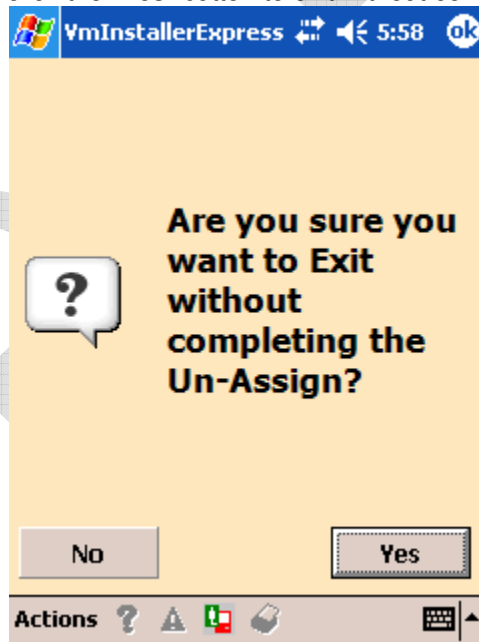 VmInstallerExpress 5:58 ok
?
Are you sure you
want to Exit
without
completing the
Un-Assign?
No Yes
Actions ?